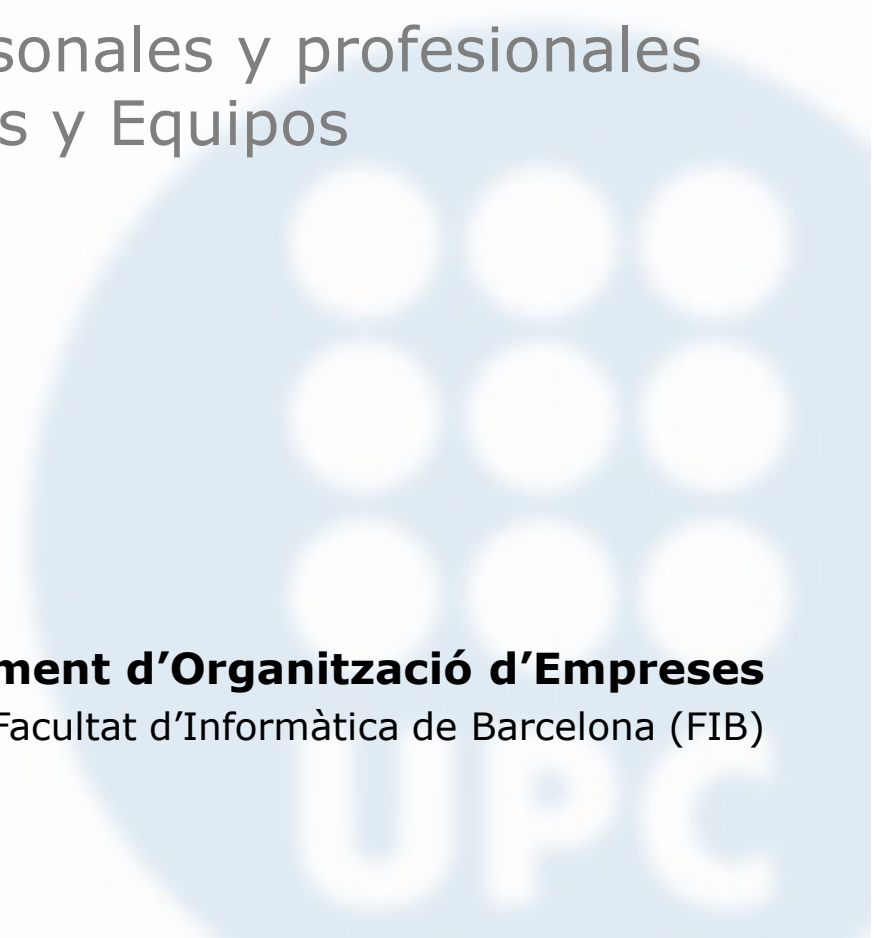 sonales y profesionales
s y Equipos
ment d’Organització d’Empreses
Facultat d’Informàtica de Barcelona (FIB)
UPC